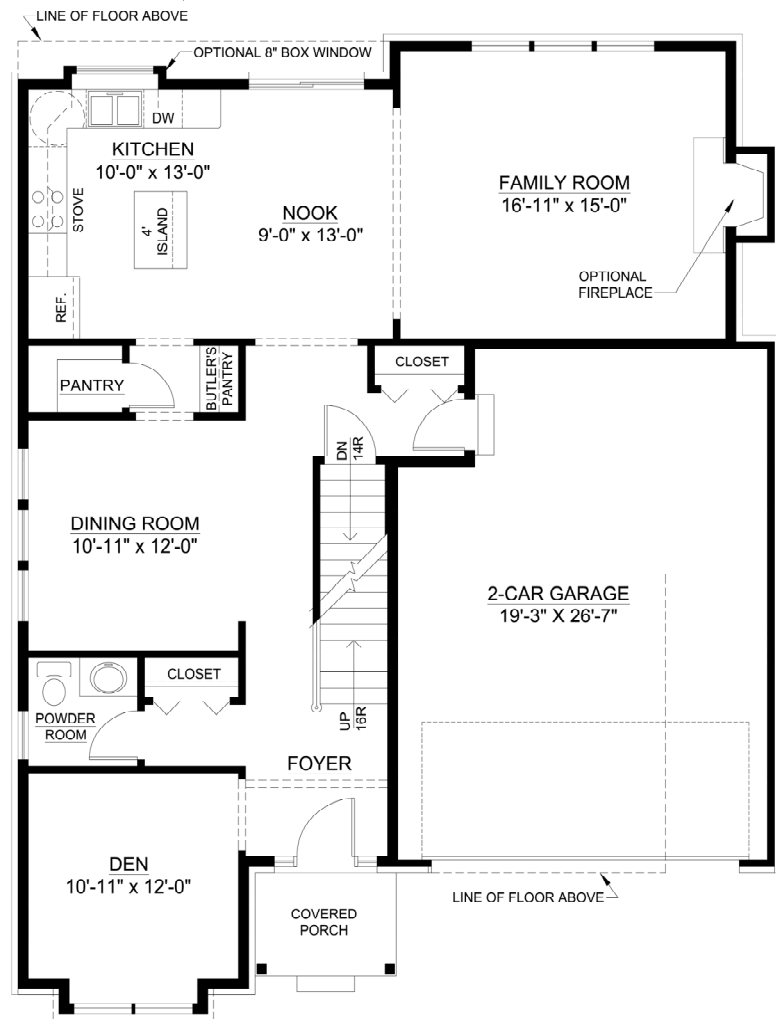 LINE OF FLOOR ABOVE
OPTIONAL 8" BOX WINDOW
DW
KITCHEN
10'-0" x 13'-0"
STOVE
4'
ISLAND
NOOK
9'-0" x 13'-0"
FAMILY ROOM
16'-11" x 15'-0"
OPTIONAL
FIREPLACE
REF.
PANTRY
BUTLER'S
PANTRY
CLOSET
DN
14R
DINING ROOM
10'-11" x 12'-0"
2-CAR GARAGE
19'-3" X 26'-7"
CLOSET
POWDER
ROOM
UP
16R
FOYER
DEN
10'-11" x 12'-0"
COVERED
PORCH
LINE OF FLOOR ABOVE